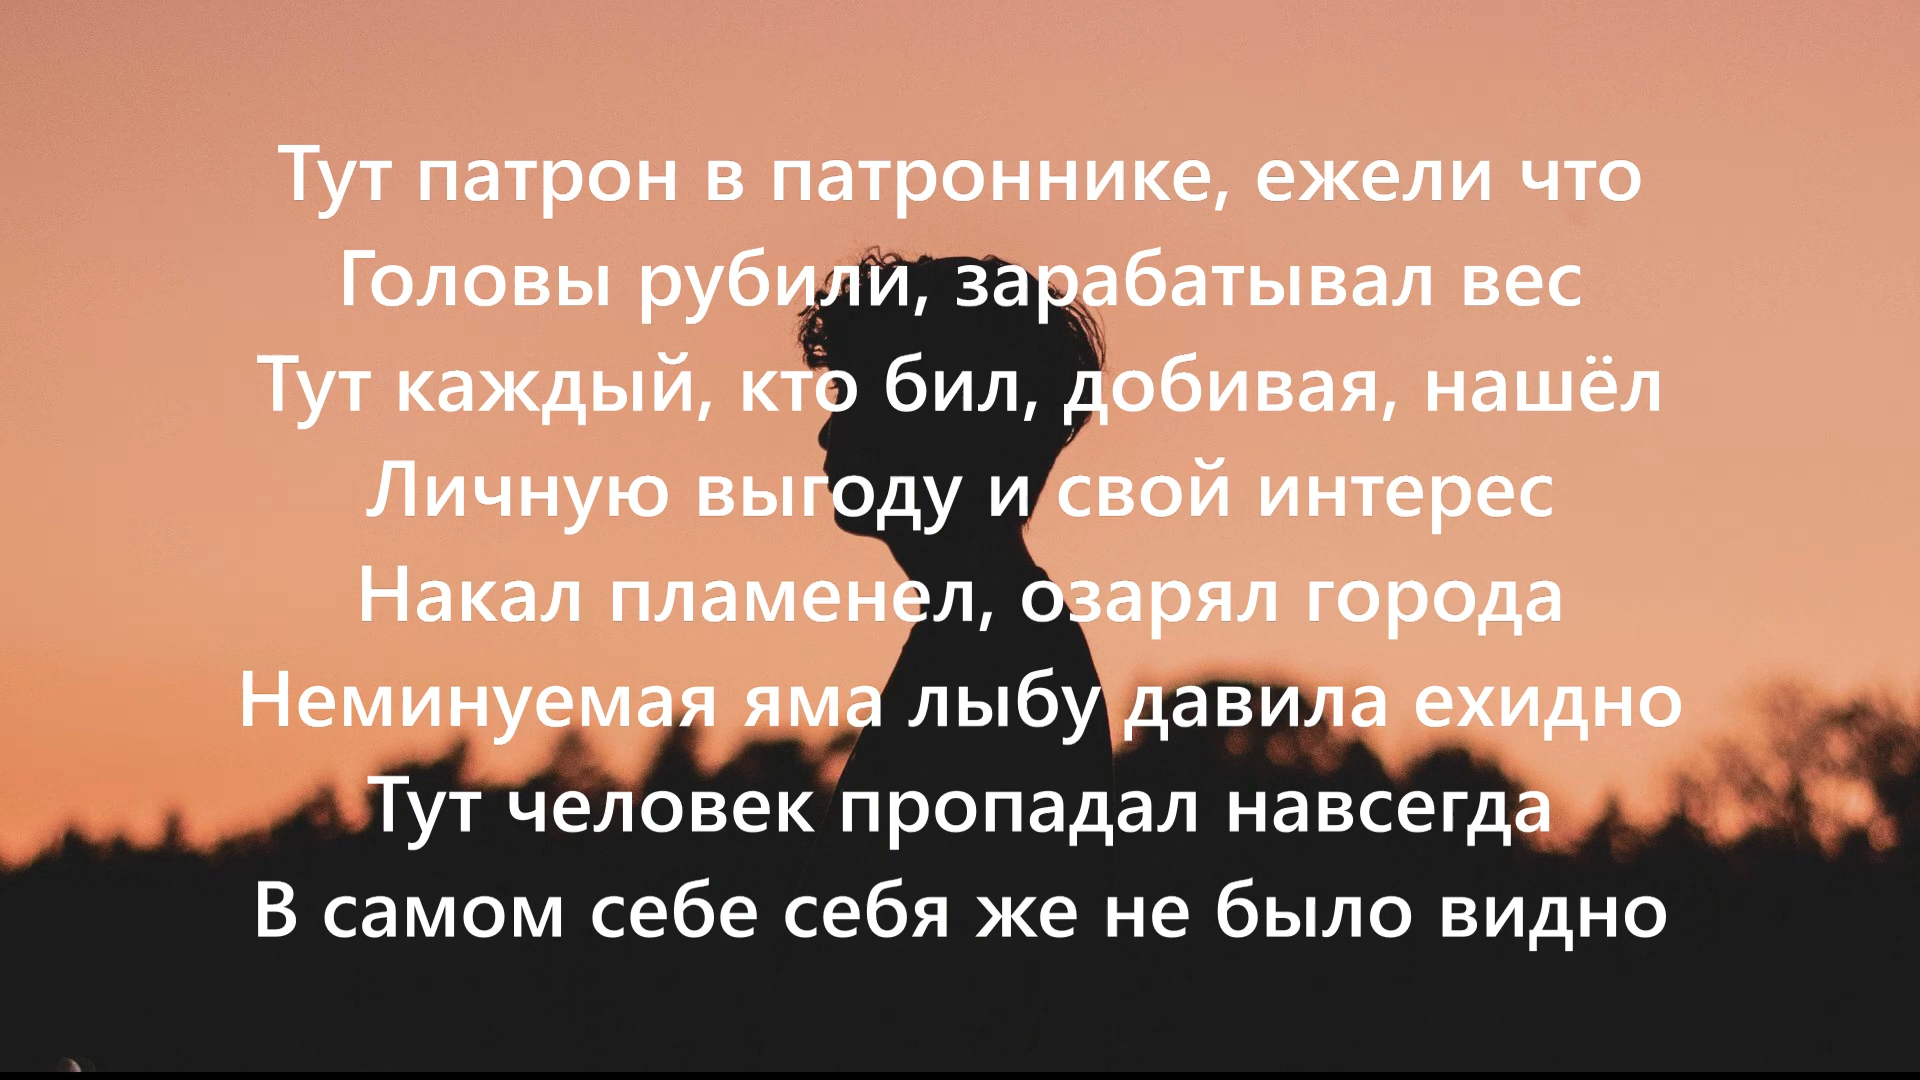 Тут патрон в патроннике, ежели что
Головы рубили, зарабатывал вес
Тут каждый, кто бил, добивая, нашёл
Личную выгоду и свой интерес
Накал пламенел, озарял города
Неминуемая яма лыбу давила ехидно
Тут человек пропадал навсегда
В самом себе себя же не было видно